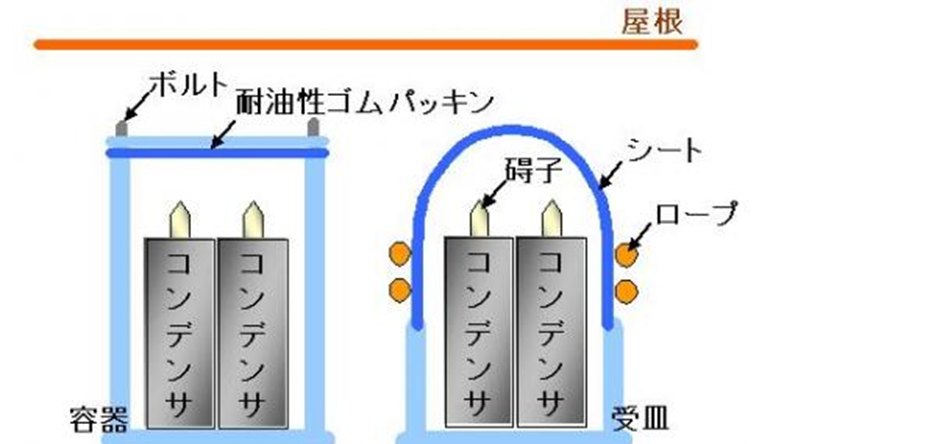 屋根
ボルト
耐油性ゴムパッキン
シート
碍子
ロープ
コンデンサ
コンデンサ
コンデンサ
コンデンサ
容器
受皿